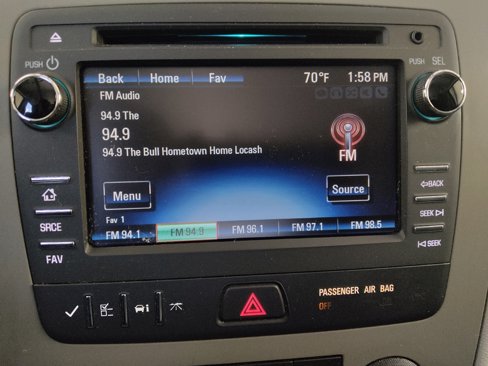 PUSH
PUSH SEL
Back Home Fav 70°F 1:58 PM
FM Audio
94.9 The
94.9
94.9 The Bull Hometown Home Locash
FM
Menu
Source
Fav 1
FM 94.1 FM 94.9 FM 96.1 FM 97.1 FM 98.5
SRCE
FAV
BACK
SEEK
SEEK
PASSENGER AIR BAG
OFF